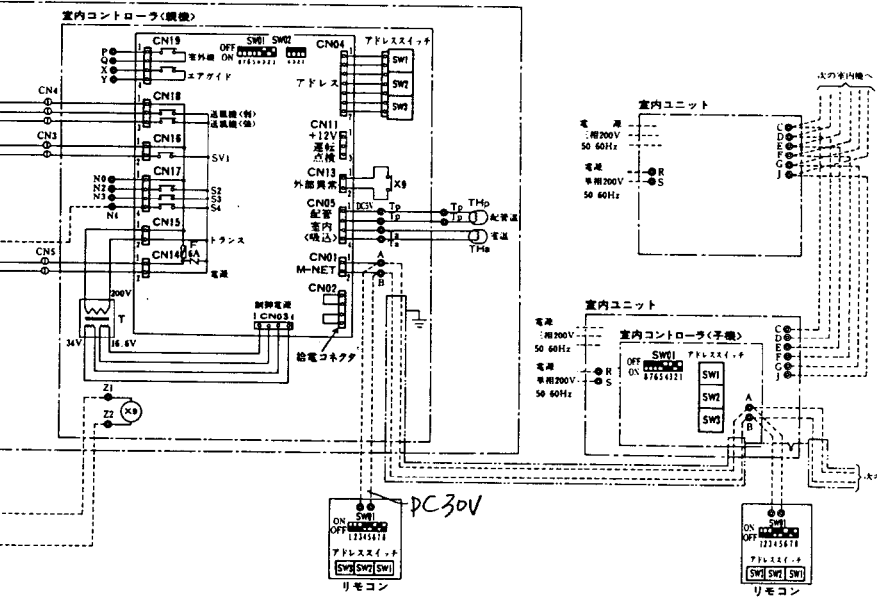 室内コントローラ(親機)
CN19
P
Q
X
Y
室外機
エアガイド
OFF
ON
SW01 SW02
87654321
4321
CN04
アドレススイッチ
SW1
SW2
SW3
アドレス
CN4
CN18
送風機(弱)
送風機(強)
CN3
CN16
SV1
CN11
+12V
運転
点検
CN13
外部異常
X9
CN17
N0
N2
N3
N4
S2
S3
S4
CN05
配管
室内
(吸込)
DC5V
Tp
Tp
Ta
Ta
Tp
Tp
THp
配管温
室温
THa
CN15
トランス
F
6A
CN5
CN14
電源
CN01
M-NET
A
B
CN02
給電コネクタ
制御電源
1 CN03 4
200V
T
34V
16.6V
Z1
Z2
X9
DC30V
SW01
ON
OFF
12345678
アドレススイッチ
SW3 SW2 SW1
リモコン
次の室内機へ
室内ユニット
電源
三相200V
50 60Hz
電源
単相200V
50 60Hz
R
S
C
D
E
F
G
J
室内ユニット
電源
三相200V
50 60Hz
電源
単相200V
50 60Hz
R
S
室内コントローラ(子機)
SW01
OFF
ON
87654321
アドレススイッチ
SW1
SW2
SW3
A
B
C
D
E
F
G
J
次の
SW01
ON
OFF
12345678
アドレススイッチ
SW3 SW2 SW1
リモコン